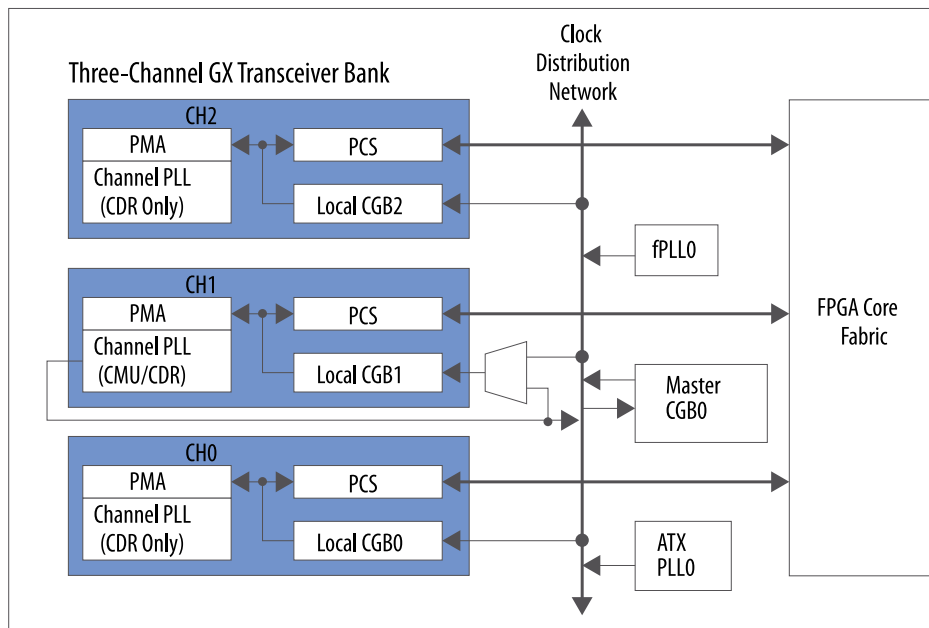 Three-Channel GX Transceiver Bank
CH2
PMA
Channel PLL
(CDR Only)
PCS
Local CGB2
CH1
PMA
Channel PLL
(CMU/CDR)
PCS
Local CGB1
CH0
PMA
Channel PLL
(CDR Only)
PCS
Local CGB0
Clock
Distribution
Network
fPLL0
Master
CGB0
ATX
PLL0
FPGA Core
Fabric